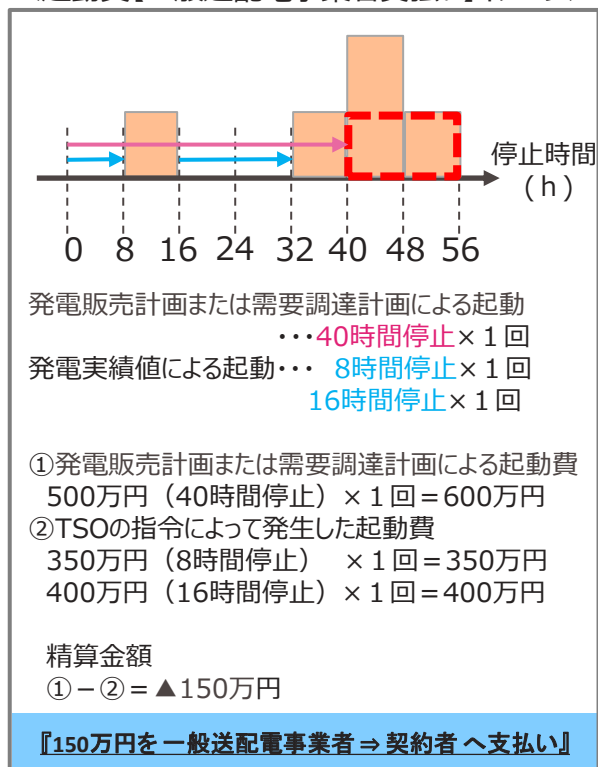 停止時間
(ｈ)
0 8 16 24 32 40 48 56
発電販売計画または需要調達計画による起動
・・・40時間停止×１回
発電実績値による起動・・・ 8時間停止×１回
16時間停止×１回
①発電販売計画または需要調達計画による起動費
500万円（40時間停止）×１回＝600万円
②TSOの指令によって発生した起動費
350万円（8時間停止） ×１回＝350万円
400万円（16時間停止）×１回＝400万円
精算金額
①－②＝▲150万円
『150万円を 一般送配電事業者 ⇒ 契約者 へ支払い』